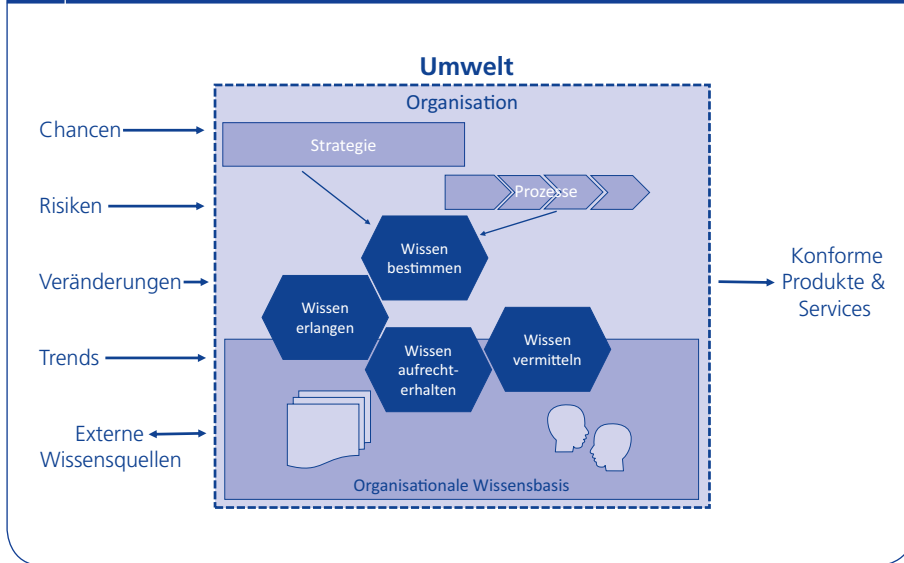 Umwelt
Organisation
Chancen
Strategie
Risiken
Prozesse
Wissen
bestimmen
Veränderungen
Konforme
Produkte &
Services
Wissen
erlangen
Wissen
aufrecht-
erhalten
Wissen
vermitteln
Trends
Externe
Wissensquellen
Organisationale Wissensbasis